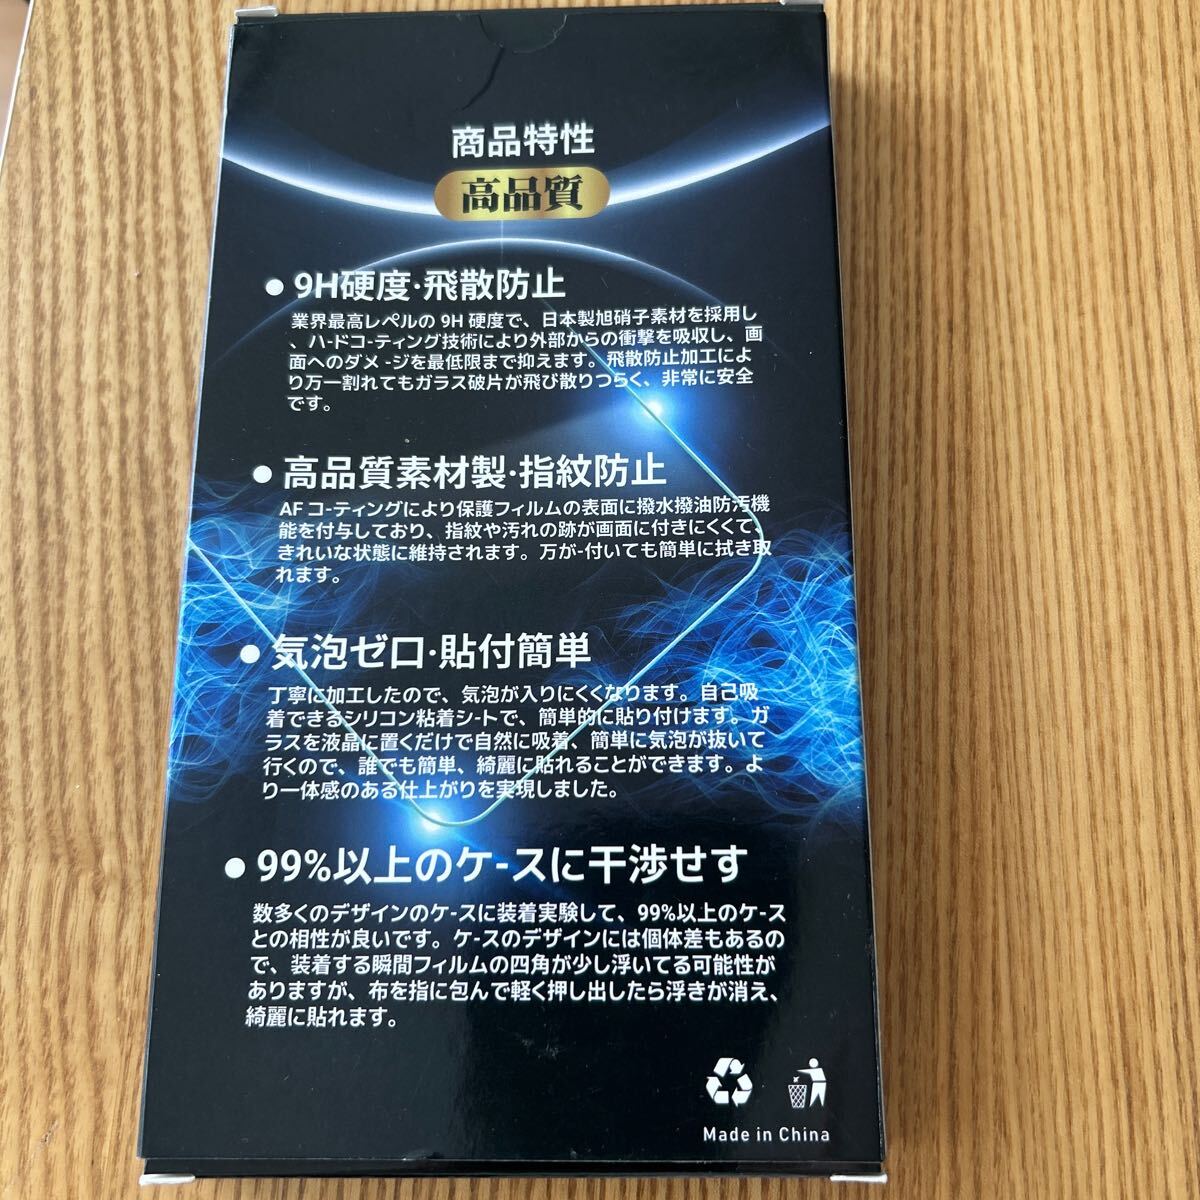 商品特性
高品質
● 9H硬度·飛散防止
業界最高レペルの 9H 硬度で、日本製旭硝子素材を採用し
、ハードコ-ティング技術により外部からの衝撃を吸収し、画
面へのダメ -ジを最低限まで抑えます。飛散防止加工によ
り万一割れてもガラス破片が飛び散りづらく、非常に安全
です。
● 高品質素材製·指紋防止
AF コ-ティングにより保護フィルムの表面に撥水撥油防汚機
能を付与しており、指紋や汚れの跡が画面に付きにくくて、
きれいな状態に維持されます。万が-付いても簡単に拭き取
れます。
● 気泡ゼロ·貼付簡単
丁寧に加工したので、気泡が入りにくくなります。自己吸
着できるシリコン粘着シ-トで、簡単的に貼り付けます。ガ
ラスを液晶に置くだけで自然に吸着、簡単に気泡が抜いて
行くので、誰でも簡単、綺麗に貼れることができます。よ
り一体感のある仕上がりを実現しました。
● 99%以上のケ-スに干渉せす
数多くのデザインのケ-スに装着実験して、99%以上のケ-ス
との相性が良いです。ケ-スのデザインには個体差もあるの
で、装着する瞬間フィルムの四角が少し浮いてる可能性が
ありますが、布を指に包んで軽く押し出したら浮きが消え、
綺麗に貼れます。
Made in China